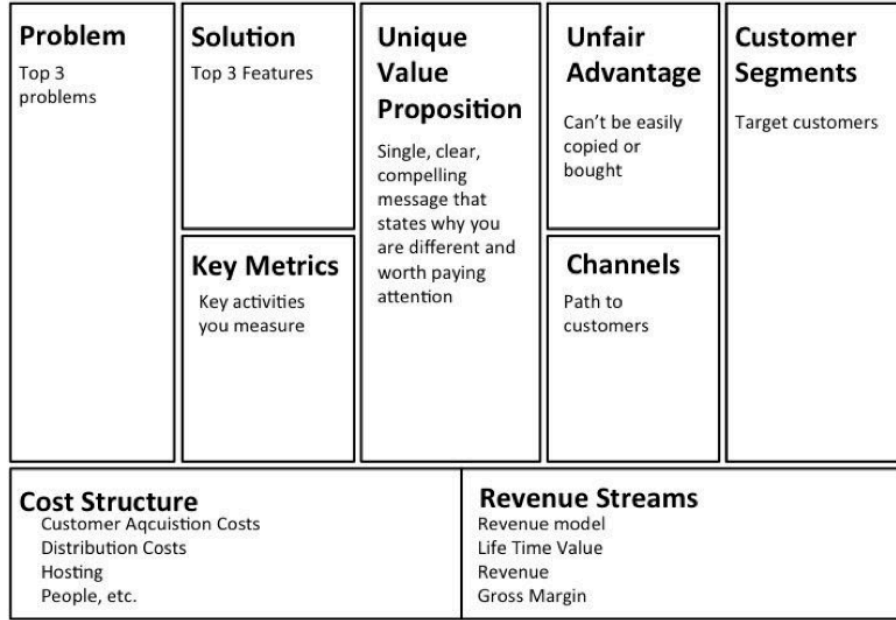 Problem
Top 3
problems
Solution
Top 3 Features
Key Metrics
Key activities
you measure
Unique
Value
Proposition
Single, clear,
compelling
message that
states why you
are different and
worth paying
attention
Unfair
Advantage
Can't be easily
copied or
bought
Channels
Path to
customers
Customer
Segments
Target customers
Cost Structure
Customer Aqcuistion Costs
Distribution Costs
Hosting
People, etc.
Revenue Streams
Revenue model
Life Time Value
Revenue
Gross Margin